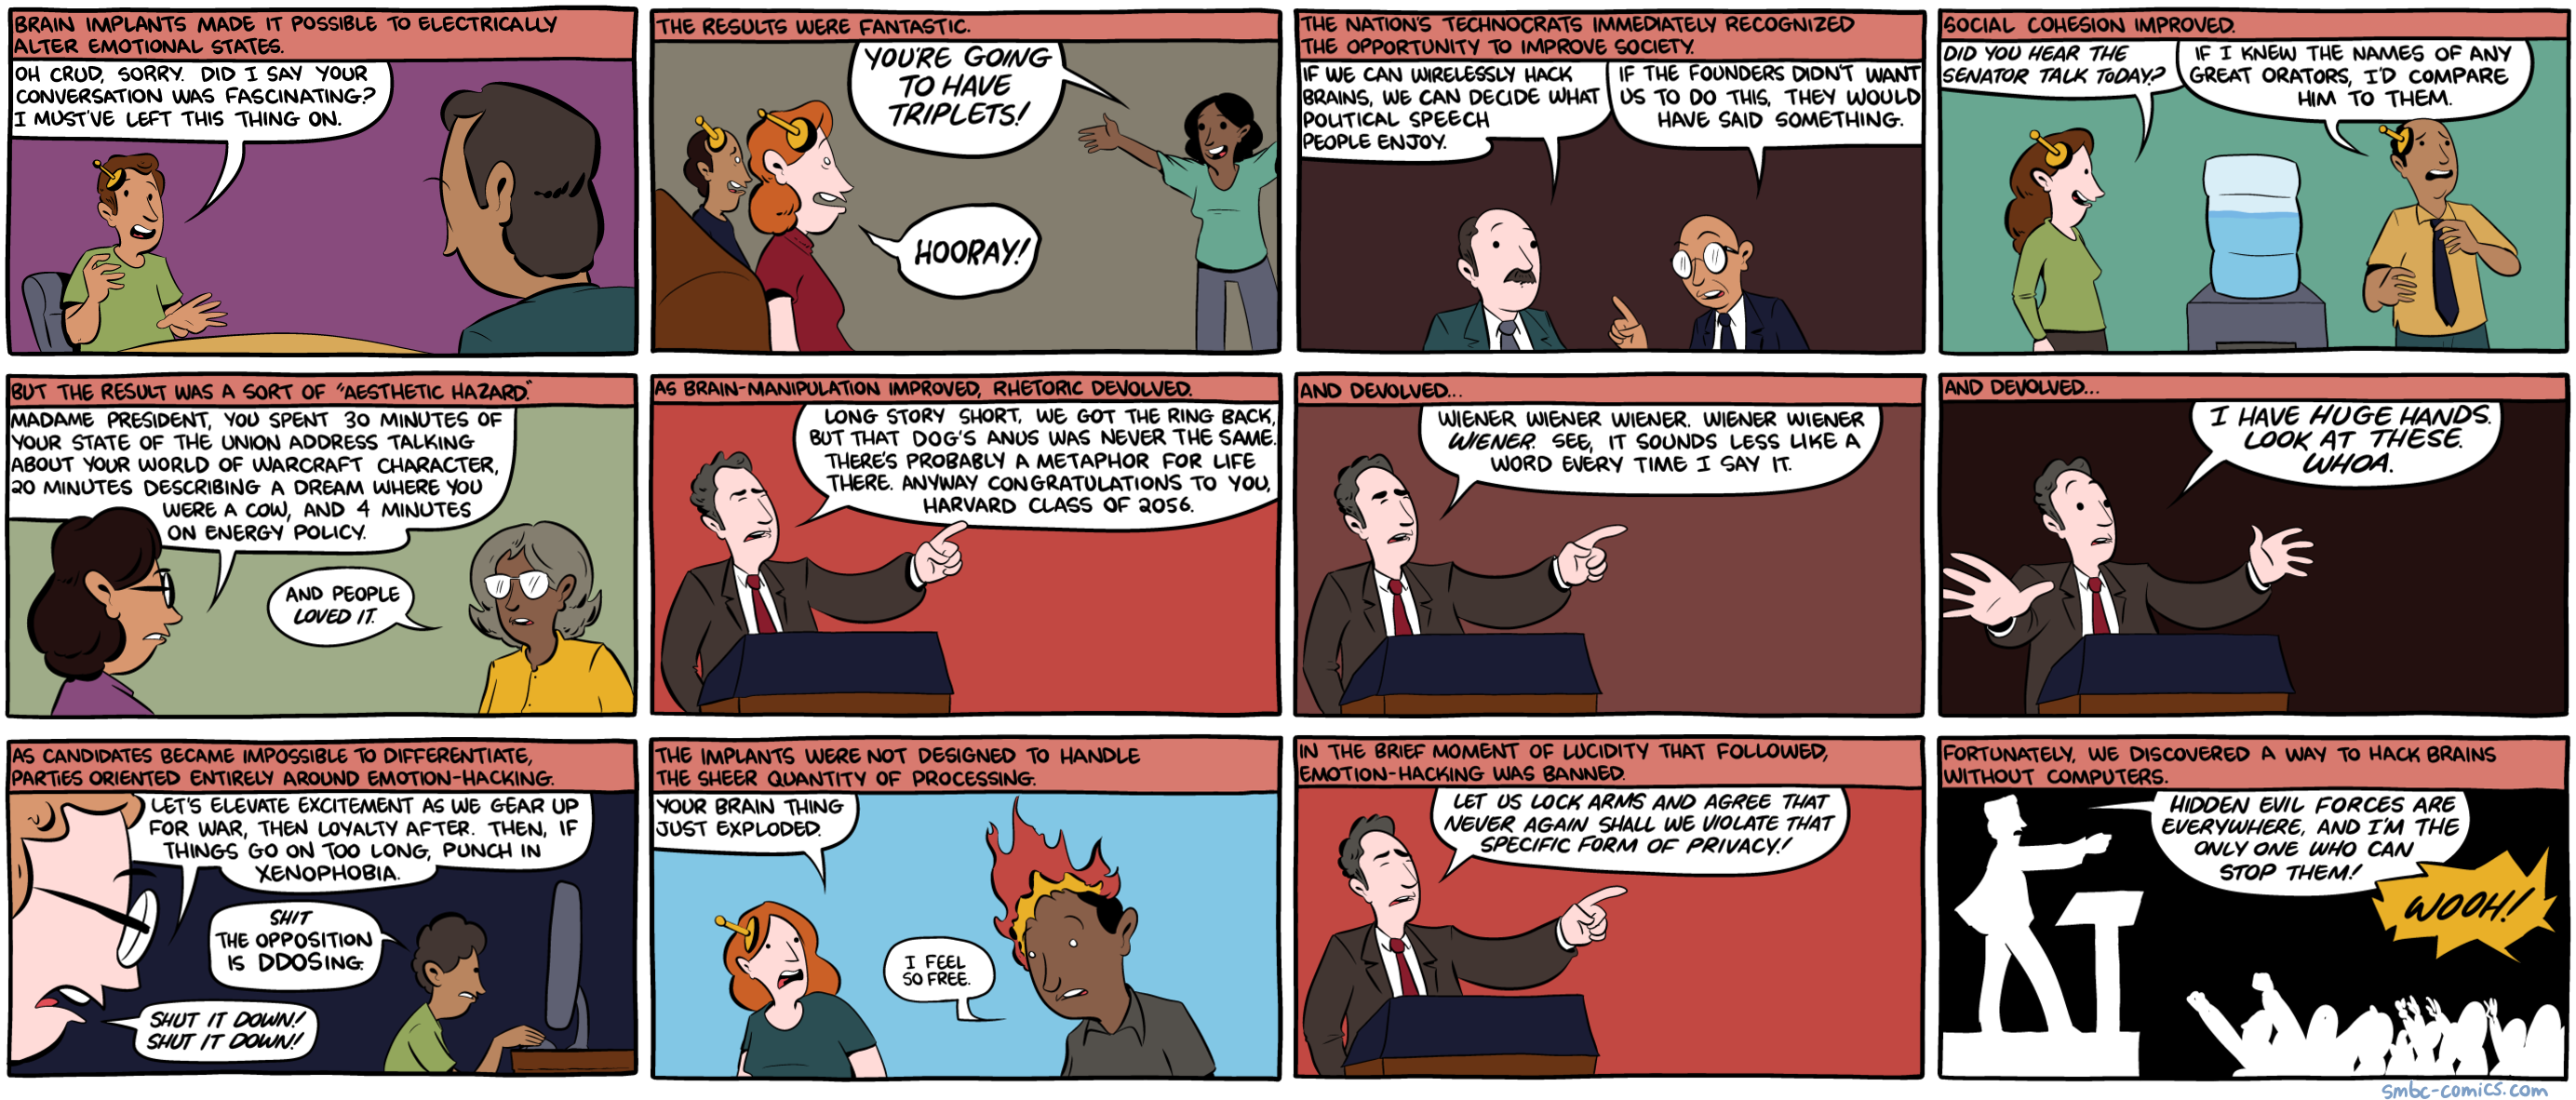 BRAIN IMPLANTS MADE IT POSSIBLE TO ELECTRICALLY
ALTER EMOTIONAL STATES.
OH CRUD, SORRY. DID I SAY YOUR
CONVERSATION WAS FASCINATING?
I MUST'VE LEFT THIS THING ON.
THE RESULTS WERE FANTASTIC.
YOU'RE GOING
TO HAVE
TRIPLETS!
HOORAY!
THE NATION'S TECHNOCRATS IMMEDIATELY RECOGNIZED
THE OPPORTUNITY TO IMPROVE SOCIETY.
IF WE CAN WIRELESSLY HACK
BRAINS, WE CAN DECIDE WHAT
POLITICAL SPEECH
PEOPLE ENJOY.
IF THE FOUNDERS DIDN'T WANT
US TO DO THIS, THEY WOULD
HAVE SAID SOMETHING.
SOCIAL COHESION IMPROVED.
DID YOU HEAR THE
SENATOR TALK TODAY?
IF I KNEW THE NAMES OF ANY
GREAT ORATORS, I'D COMPARE
HIM TO THEM.
BUT THE RESULT WAS A SORT OF "AESTHETIC HAZARD."
MADAME PRESIDENT, YOU SPENT 30 MINUTES OF
YOUR STATE OF THE UNION ADDRESS TALKING
ABOUT YOUR WORLD OF WARCRAFT CHARACTER,
20 MINUTES DESCRIBING A DREAM WHERE YOU
WERE A COW, AND 4 MINUTES
ON ENERGY POLICY.
AND PEOPLE
LOVED IT.
AS BRAIN-MANIPULATION IMPROVED, RHETORIC DEVOLVED.
LONG STORY SHORT, WE GOT THE RING BACK,
BUT THAT DOG'S ANUS WAS NEVER THE SAME.
THERE'S PROBABLY A METAPHOR FOR LIFE
THERE. ANYWAY CONGRATULATIONS TO YOU,
HARVARD CLASS OF 2056.
AND DEVOLVED...
WIENER WIENER WIENER. WIENER WIENER
WIENER. SEE, IT SOUNDS LESS LIKE A
WORD EVERY TIME I SAY IT.
AND DEVOLVED...
I HAVE HUGE HANDS.
LOOK AT THESE.
WHOA.
AS CANDIDATES BECAME IMPOSSIBLE TO DIFFERENTIATE,
PARTIES ORIENTED ENTIRELY AROUND EMOTION-HACKING.
LET'S ELEVATE EXCITEMENT AS WE GEAR UP
FOR WAR, THEN LOYALTY AFTER. THEN, IF
THINGS GO ON TOO LONG, PUNCH IN
XENOPHOBIA.
SHIT
THE OPPOSITION
IS DDOSING.
SHUT IT DOWN!
SHUT IT DOWN!
THE IMPLANTS WERE NOT DESIGNED TO HANDLE
THE SHEER QUANTITY OF PROCESSING.
YOUR BRAIN THING
JUST EXPLODED.
I FEEL
SO FREE.
IN THE BRIEF MOMENT OF LUCIDITY THAT FOLLOWED,
EMOTION-HACKING WAS BANNED.
LET US LOCK ARMS AND AGREE THAT
NEVER AGAIN SHALL WE VIOLATE THAT
SPECIFIC FORM OF PRIVACY!
FORTUNATELY, WE DISCOVERED A WAY TO HACK BRAINS
WITHOUT COMPUTERS.
HIDDEN EVIL FORCES ARE
EVERYWHERE, AND I'M THE
ONLY ONE WHO CAN
STOP THEM!
WOOH!
smbc-comics.com